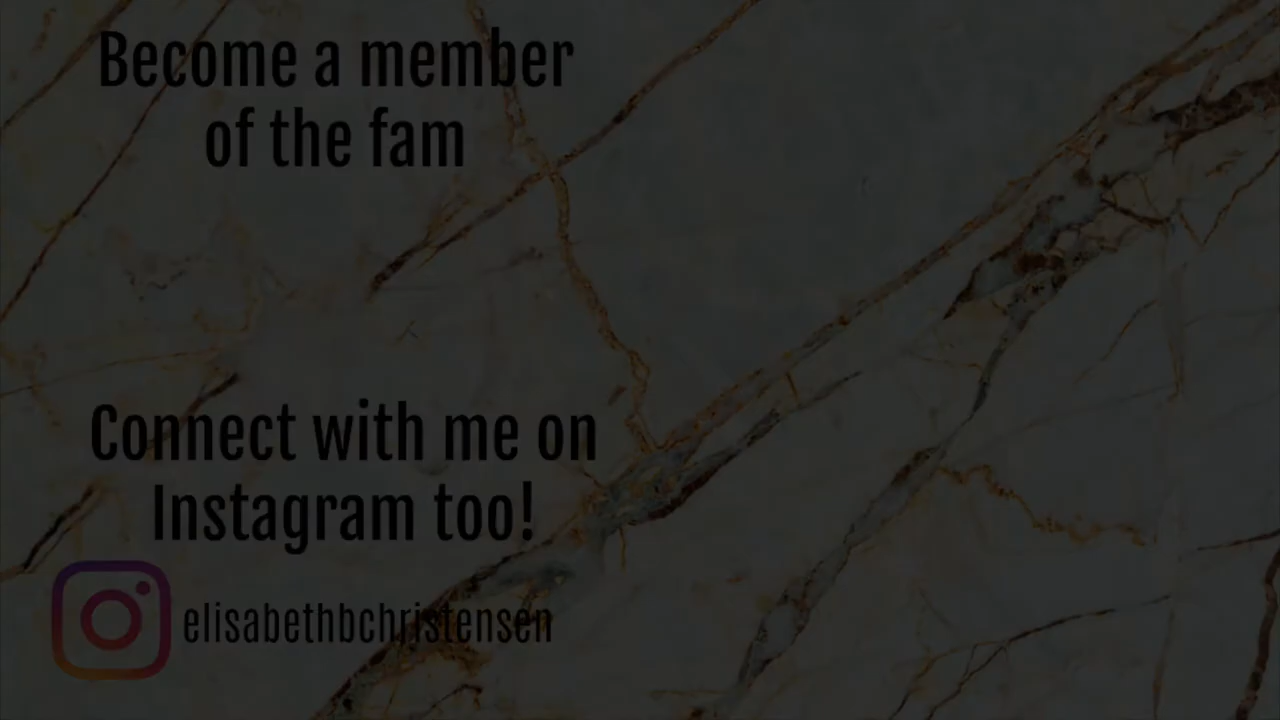 Become a member
of the fam
Connect with me on
Instagram too!
elisabethbchristensen